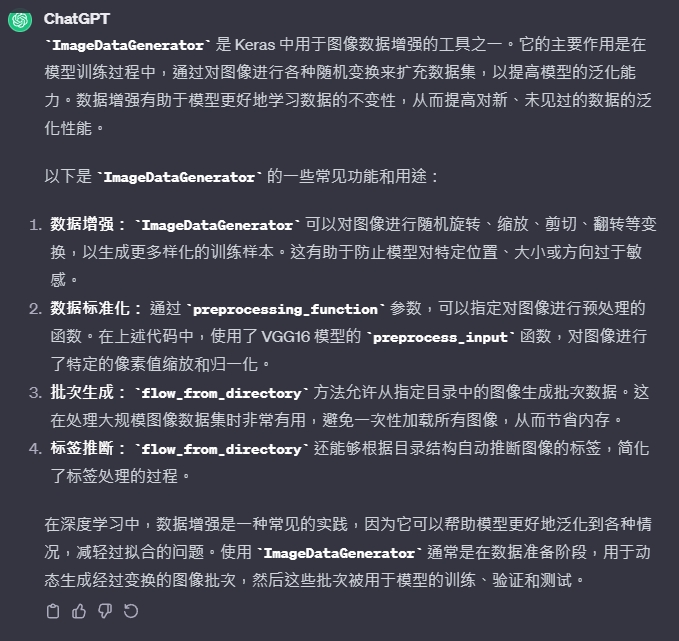 ChatGPT
`ImageDataGenerator` 是 Keras 中用于图像数据增强的工具之一。它的主要作用是在
模型训练过程中，通过对图像进行各种随机变换来扩充数据集，以提高模型的泛化能
力。数据增强有助于模型更好地学习数据的不变性，从而提高对新、未见过的数据的泛
化性能。
以下是 `ImageDataGenerator` 的一些常见功能和用途：
1. 数据增强： `ImageDataGenerator` 可以对图像进行随机旋转、缩放、剪切、翻转等变
换，以生成更多样化的训练样本。这有助于防止模型对特定位置、大小或方向过于敏
感。
2. 数据标准化： 通过 `preprocessing_function` 参数，可以指定对图像进行预处理的
函数。在上述代码中，使用了 VGG16 模型的 `preprocess_input` 函数，对图像进行
了特定的像素值缩放和归一化。
3. 批次生成： `flow_from_directory` 方法允许从指定目录中的图像生成批次数据。这
在处理大规模图像数据集时非常有用，避免一次性加载所有图像，从而节省内存。
4. 标签推断： `flow_from_directory` 还能够根据目录结构自动推断图像的标签，简化
了标签处理的过程。
在深度学习中，数据增强是一种常见的实践，因为它可以帮助模型更好地泛化到各种情
况，减轻过拟合的问题。使用 `ImageDataGenerator` 通常是在数据准备阶段，用于动
态生成经过变换的图像批次，然后这些批次被用于模型的训练、验证和测试。